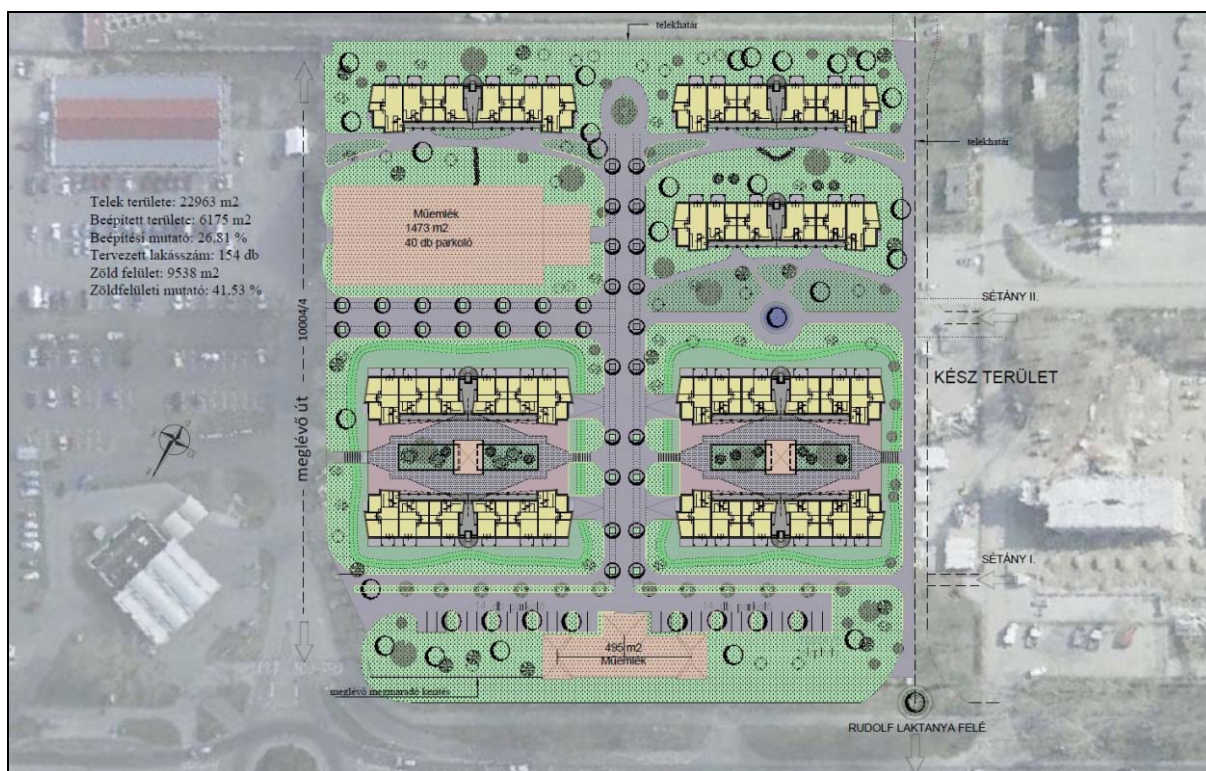 telekhatár
telekhatár
Telek területe: 22963 m2
Beépített területe: 6175 m2
Beépítési mutató: 26.81 %
Tervezett lakásszám: 154 db
Zöld felület: 9538 m2
Zöldfelületi mutató: 41.53 %
Műemlék
1473 m2
40 db parkoló
10004/4
meglévő út
SÉTÁNY II.
KÉSZ TERÜLET
SÉTÁNY I.
495 m2
Műemlék
meglévő megmaradó kerítés
RUDOLF LAKTANYA FELÉ